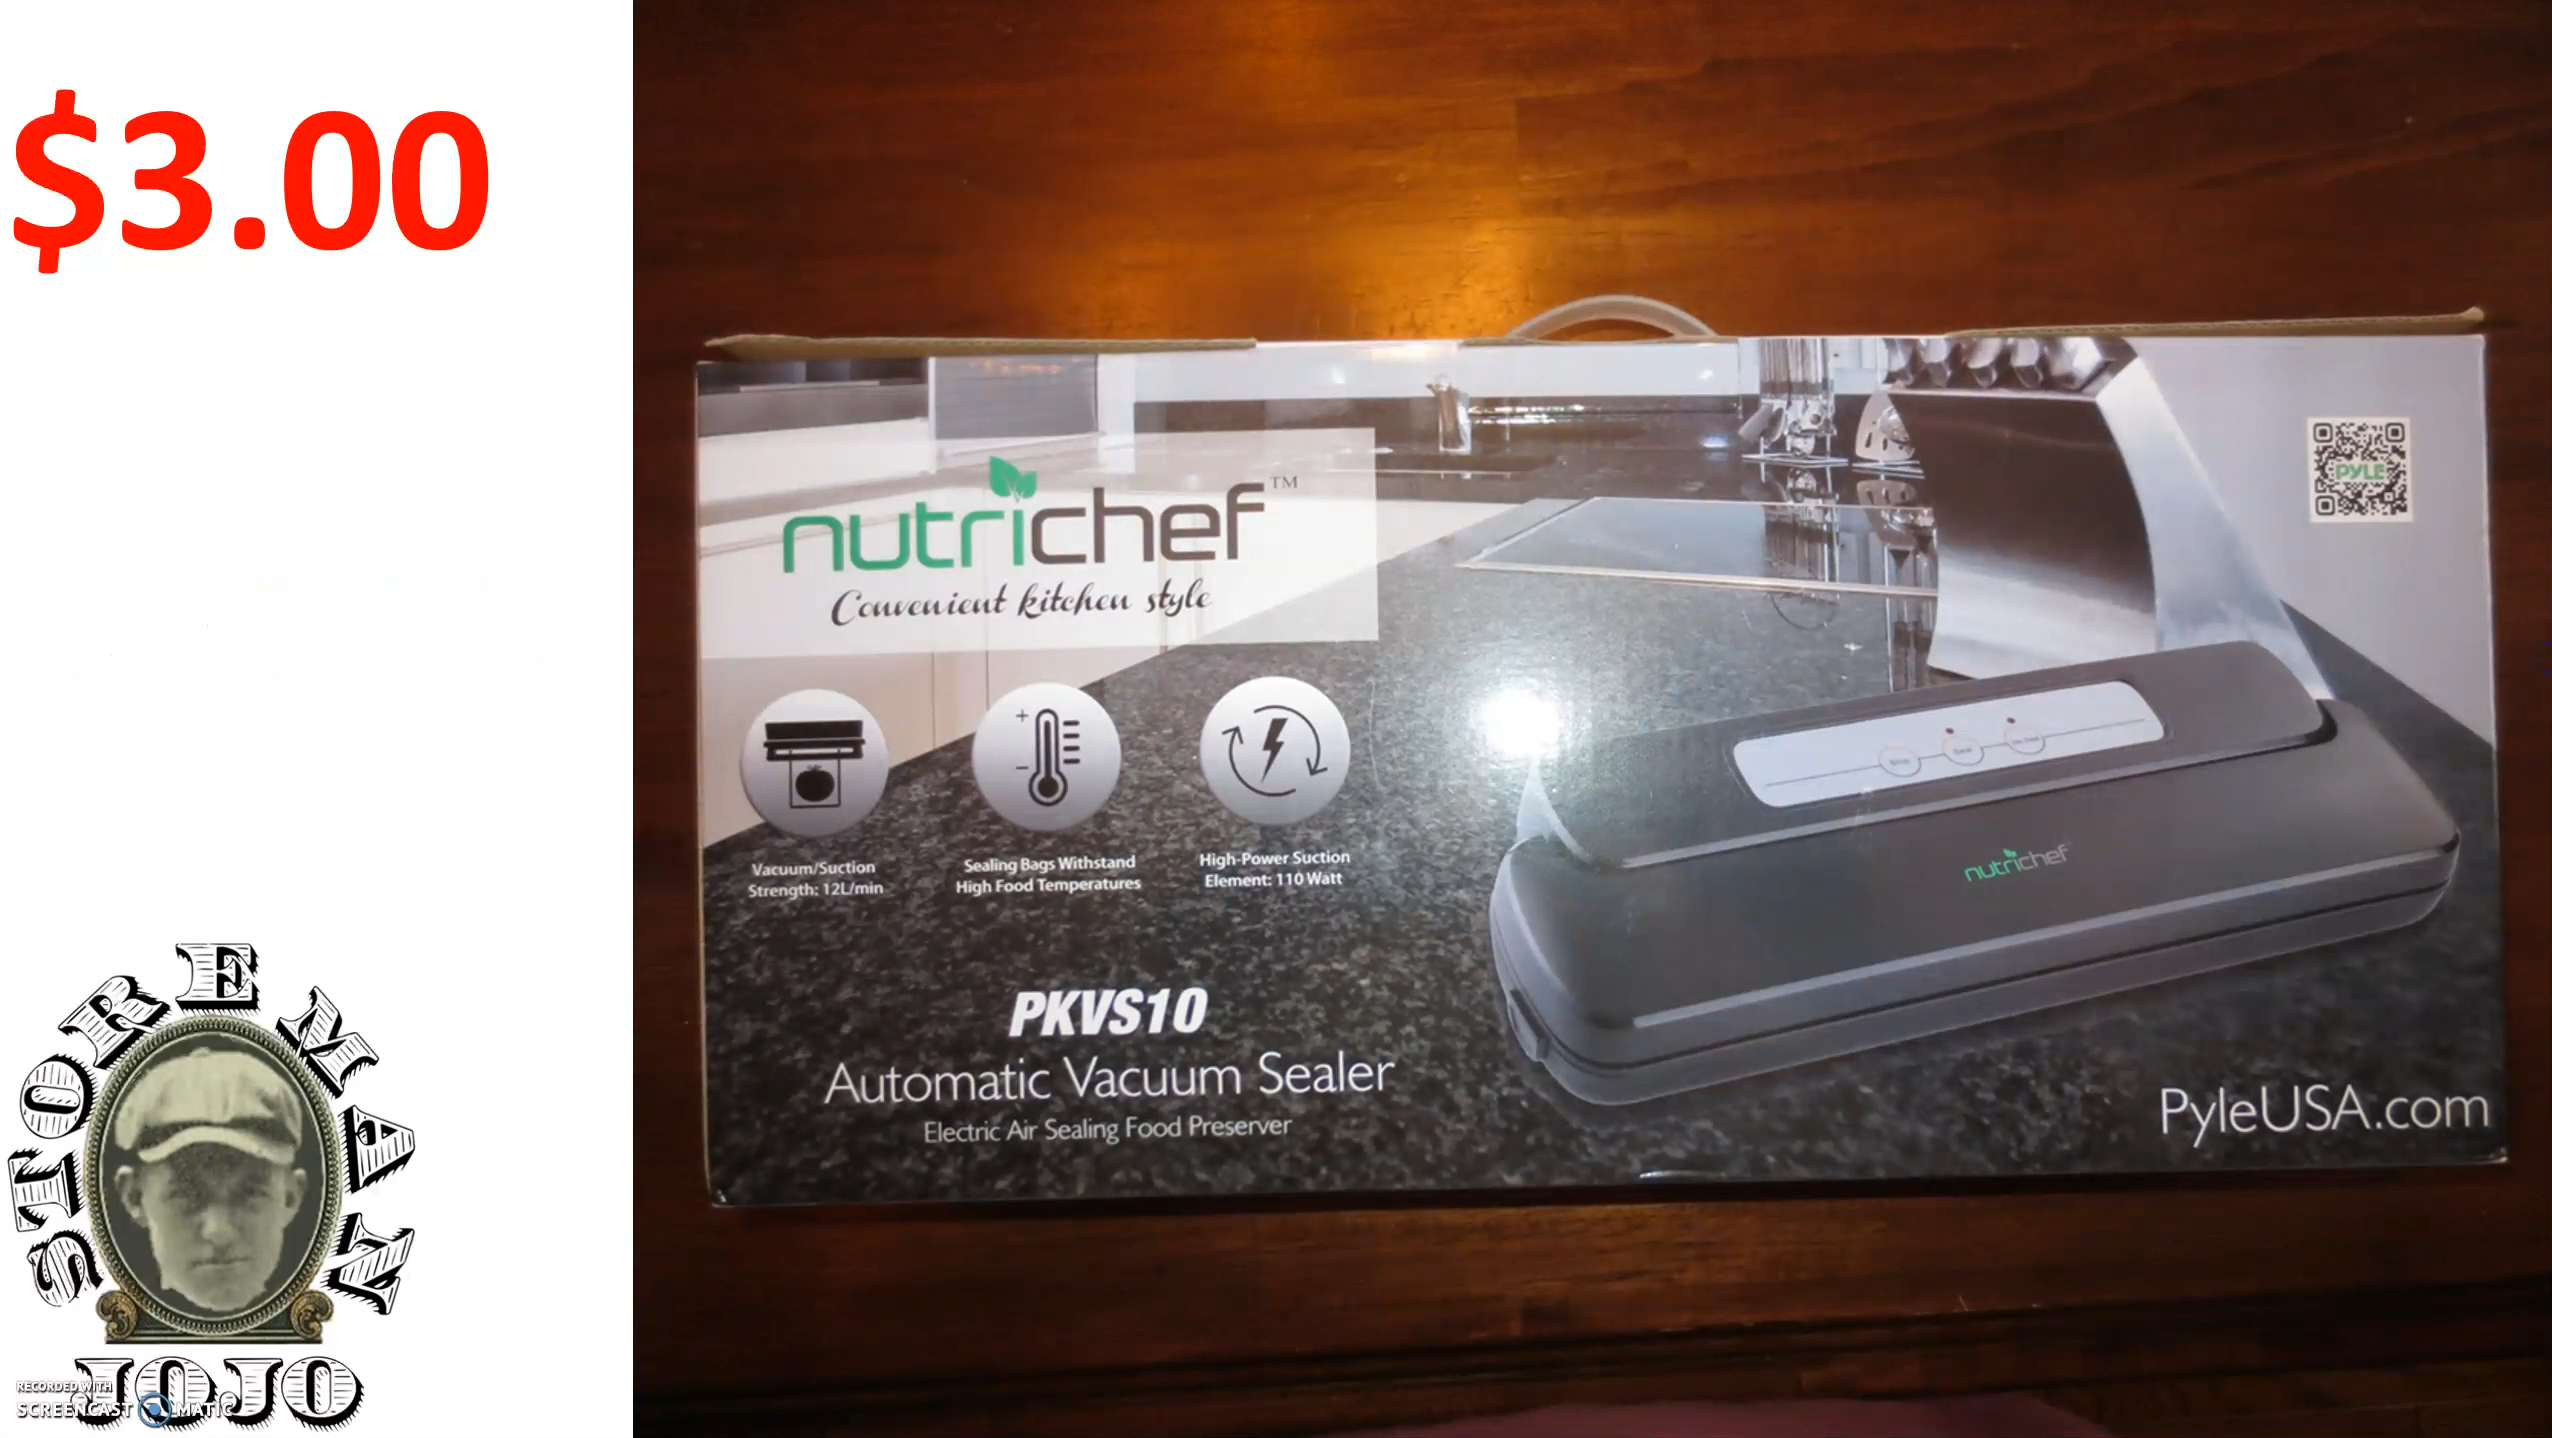 $3.00
STOREMAN
JOJO
RECORDED WITH
SCREENCAST MATIC
nutrichef™
Convenient kitchen style
PYLE
Vacuum/Suction
Strength: 12L/min
Sealing Bags Withstand
High Food Temperatures
High-Power Suction
Element: 110 Watt
nutrichef
PKVS10
Automatic Vacuum Sealer
Electric Air Sealing Food Preserver
PyleUSA.com